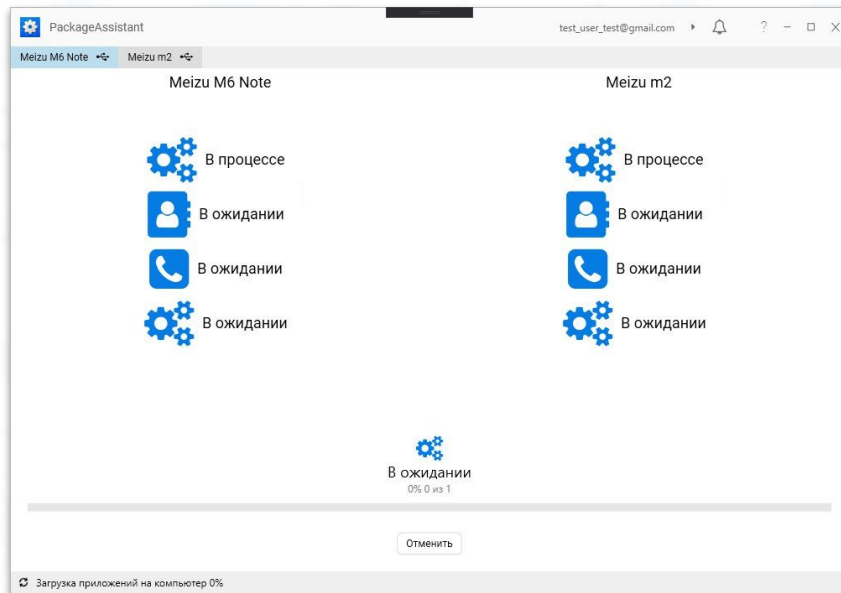 PackageAssistant
test_user_test@gmail.com
?
Meizu M6 Note
Meizu m2
Meizu M6 Note
Meizu m2
В процессе
В процессе
В ожидании
В ожидании
В ожидании
В ожидании
В ожидании
В ожидании
В ожидании
0% 0 из 1
Отменить
Загрузка приложений на компьютер 0%